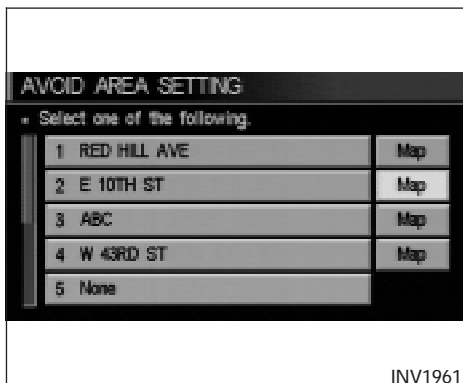 AVOID AREA SETTING
Select one of the following.
1 RED HILL AVE Map
2 E 10TH ST Map
3 ABC Map
4 W 43RD ST Map
5 None
INV1961